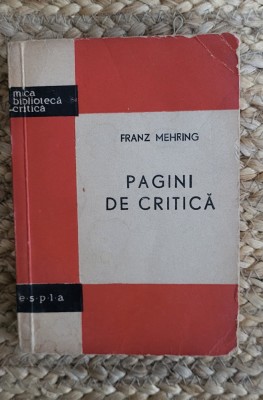 mica
bibliotecă
critică
FRANZ MEHRING
PAGINI
DE CRITICĂ
e·s·p·l·a